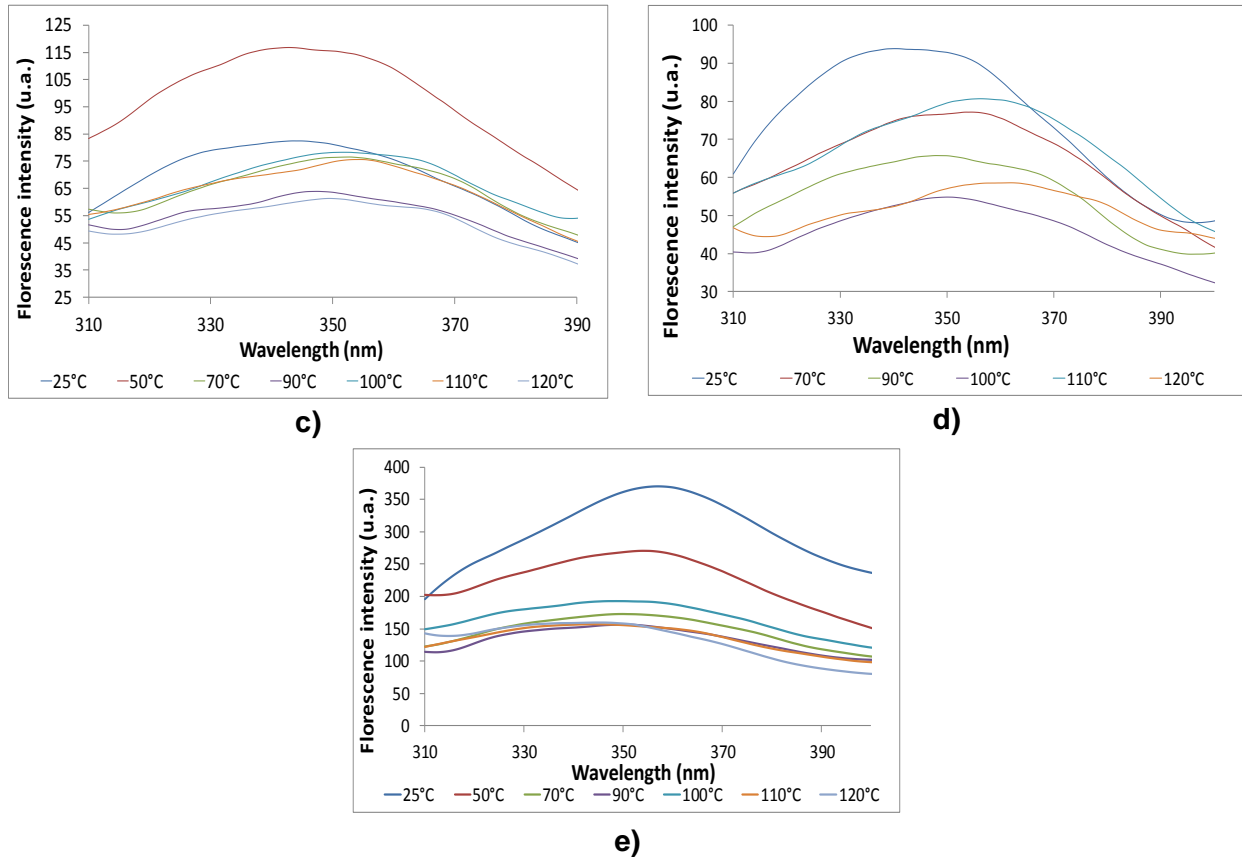 125
115
105
95
85
75
65
55
45
35
25
Florescence intensity (u.a.)
310 330 350 370 390
Wavelength (nm)
25°C 50°C 70°C 90°C 100°C 110°C 120°C
c)
100
90
80
70
60
50
40
30
Florescence intensity (u.a.)
310 330 350 370 390
Wavelength (nm)
25°C 70°C 90°C 100°C 110°C 120°C
d)
400
350
300
250
200
150
100
50
0
Florescence intensity (u.a.)
310 330 350 370 390
Wavelength (nm)
25°C 50°C 70°C 90°C 100°C 110°C 120°C
e)